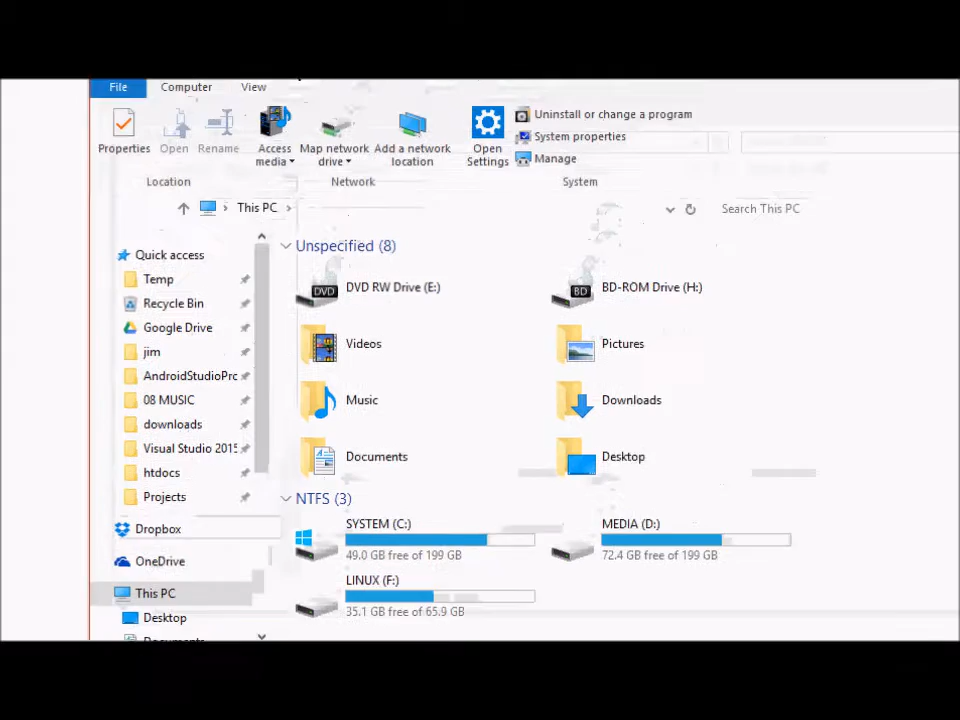 File Computer View
Properties Open Rename Access media Map network drive Add a network location Open Settings Uninstall or change a program
System properties
Manage
Location Network System
This PC Search This PC
Quick access
Temp
Recycle Bin
Google Drive
jim
AndroidStudioPrc
08 MUSIC
downloads
Visual Studio 2015
htdocs
Projects
Dropbox
OneDrive
This PC
Desktop
Documents
Unspecified (8)
DVD RW Drive (E:) BD-ROM Drive (H:)
DVD BD
Videos Pictures
Music Downloads
Documents Desktop
NTFS (3)
SYSTEM (C:) MEDIA (D:)
49.0 GB free of 199 GB 72.4 GB free of 199 GB
LINUX (F:)
35.1 GB free of 65.9 GB